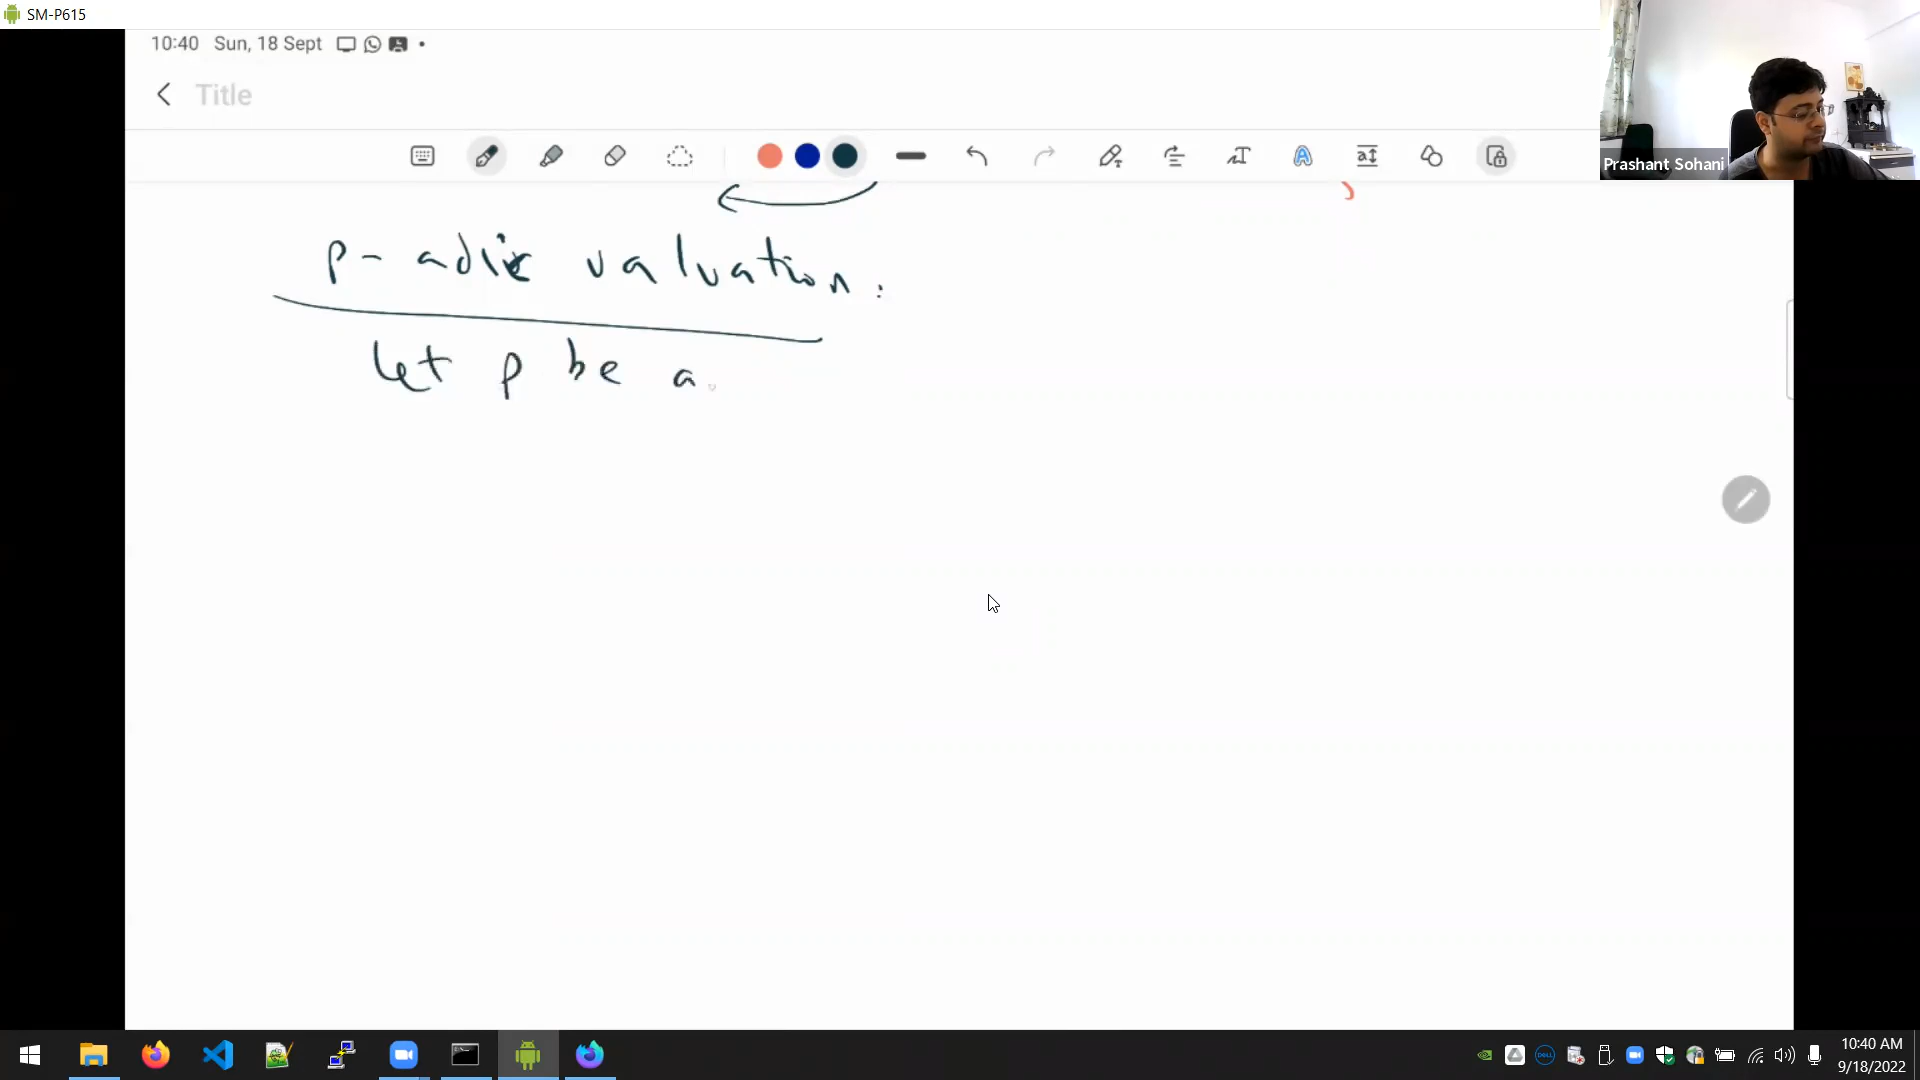 SM-P615
10:40 Sun, 18 Sept
Title
Prashant Sohani
p-adic valuation:
let p be a
10:40 AM
9/18/2022